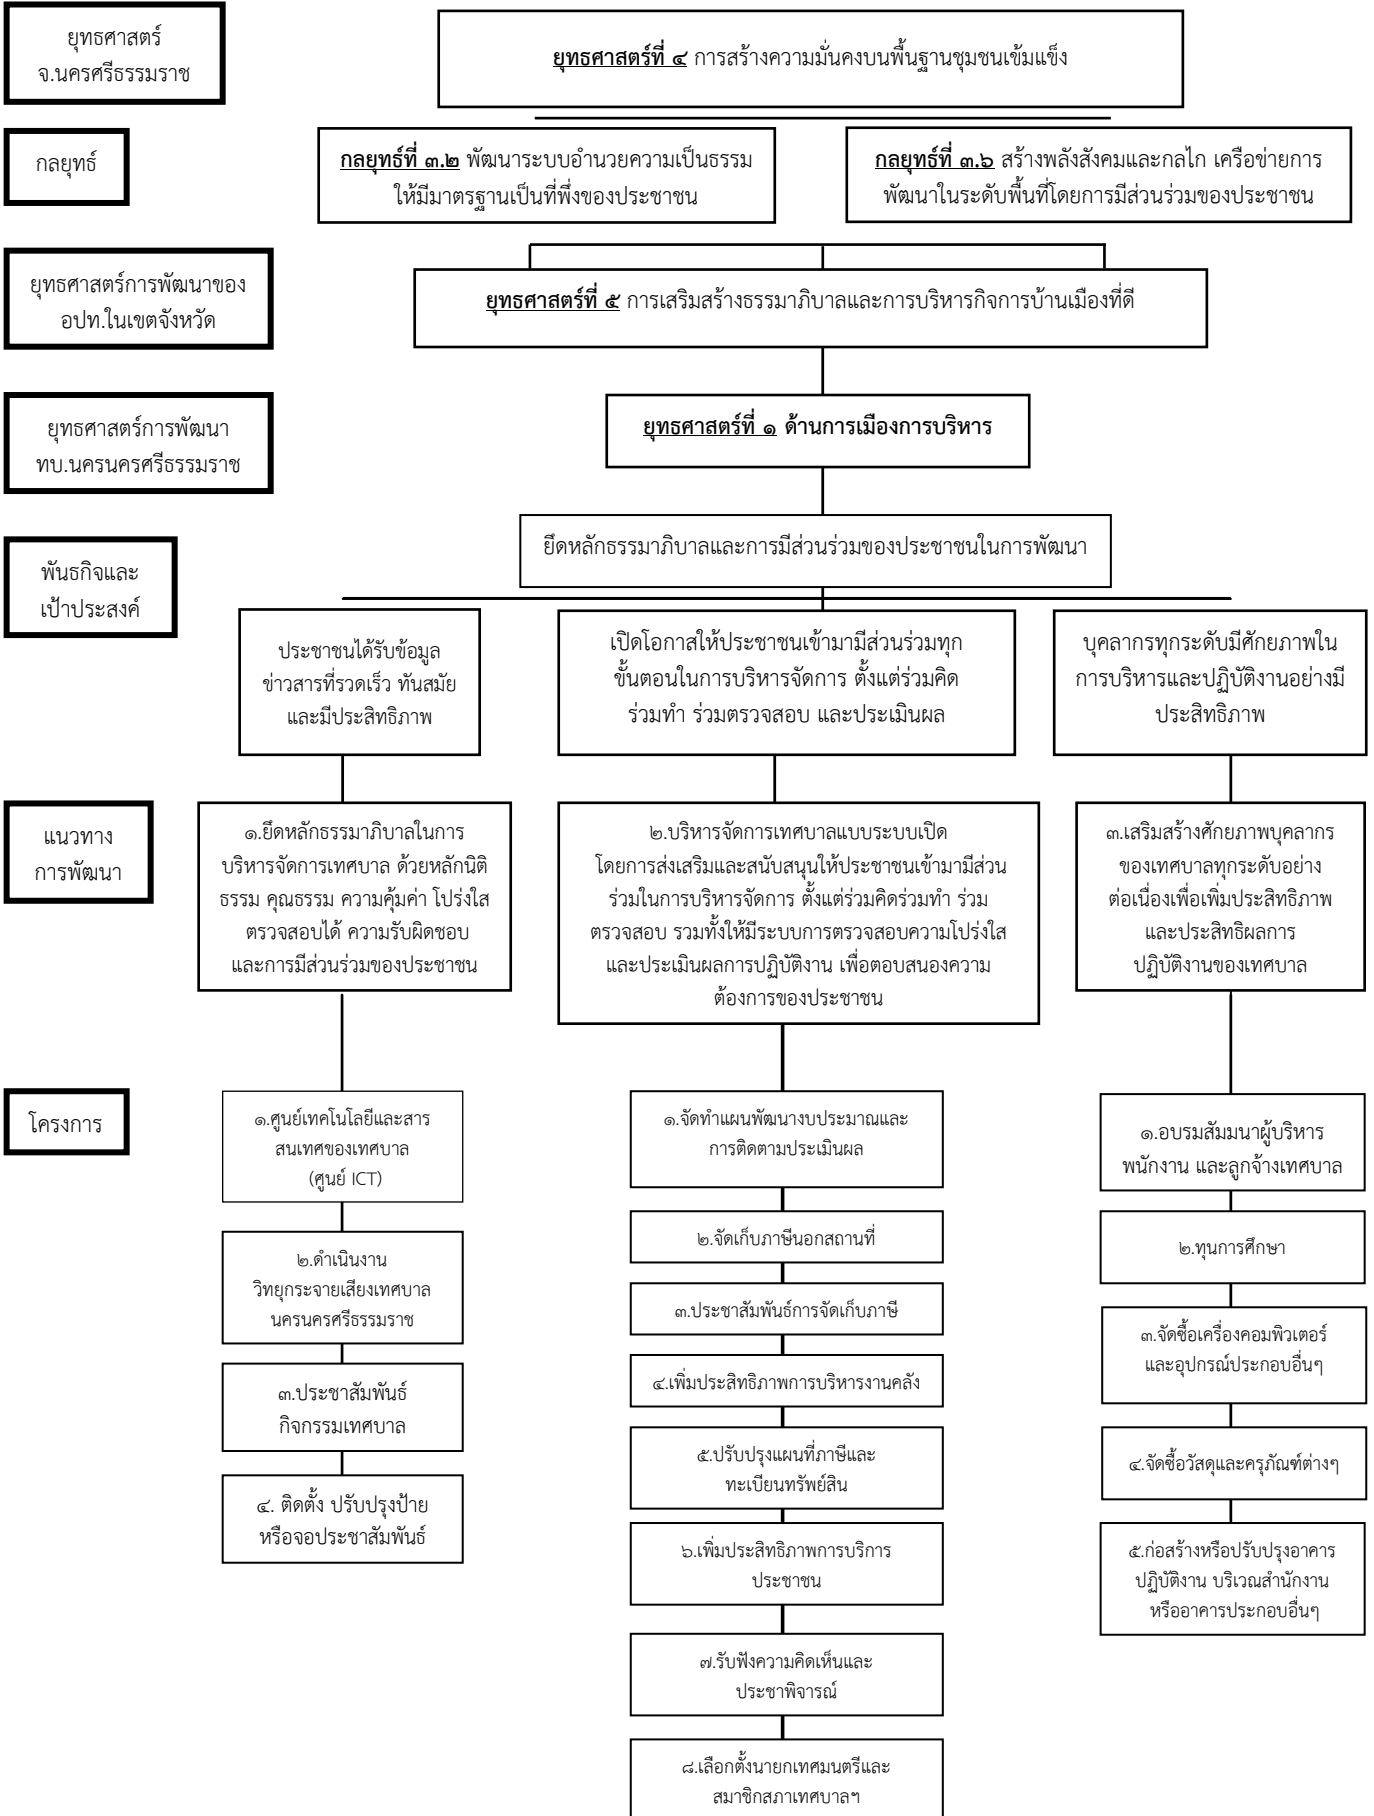 ยุทธศาสตร์
จ.นครศรีธรรมราช
ยุทธศาสตร์ที่ ๔ การสร้างความมั่นคงบนพื้นฐานชุมชนเข้มแข็ง
กลยุทธ์
กลยุทธ์ที่ ๓.๒ พัฒนาระบบอำนวยความเป็นธรรม
ให้มีมาตรฐานเป็นที่พึ่งของประชาชน
กลยุทธ์ที่ ๓.๖ สร้างพลังสังคมและกลไก เครือข่ายการ
พัฒนาในระดับพื้นที่โดยการมีส่วนร่วมของประชาชน
ยุทธศาสตร์การพัฒนาของ
อปท.ในเขตจังหวัด
ยุทธศาสตร์ที่ ๕ การเสริมสร้างธรรมาภิบาลและการบริหารกิจการบ้านเมืองที่ดี
ยุทธศาสตร์การพัฒนา
ทบ.นครนครศรีธรรมราช
ยุทธศาสตร์ที่ ๑ ด้านการเมืองการบริหาร
พันธกิจและ
เป้าประสงค์
ยึดหลักธรรมาภิบาลและการมีส่วนร่วมของประชาชนในการพัฒนา
ประชาชนได้รับข้อมูล
ข่าวสารที่รวดเร็ว ทันสมัย
และมีประสิทธิภาพ
เปิดโอกาสให้ประชาชนเข้ามามีส่วนร่วมทุก
ขั้นตอนในการบริหารจัดการ ตั้งแต่ร่วมคิด
ร่วมทำ ร่วมตรวจสอบ และประเมินผล
บุคลากรทุกระดับมีศักยภาพใน
การบริหารและปฏิบัติงานอย่างมี
ประสิทธิภาพ
แนวทาง
การพัฒนา
๑.ยึดหลักธรรมาภิบาลในการ
บริหารจัดการเทศบาล ด้วยหลักนิติ
ธรรม คุณธรรม ความคุ้มค่า โปร่งใส
ตรวจสอบได้ ความรับผิดชอบ
และการมีส่วนร่วมของประชาชน
๒.บริหารจัดการเทศบาลแบบระบบเปิด
โดยการส่งเสริมและสนับสนุนให้ประชาชนเข้ามามีส่วน
ร่วมในการบริหารจัดการ ตั้งแต่ร่วมคิดร่วมทำ ร่วม
ตรวจสอบ รวมทั้งให้มีระบบการตรวจสอบความโปร่งใส
และประเมินผลการปฏิบัติงาน เพื่อตอบสนองความ
ต้องการของประชาชน
๓.เสริมสร้างศักยภาพบุคลากร
ของเทศบาลทุกระดับอย่าง
ต่อเนื่องเพื่อเพิ่มประสิทธิภาพ
และประสิทธิผลการ
ปฏิบัติงานของเทศบาล
โครงการ
๑.ศูนย์เทคโนโลยีและสาร
สนเทศของเทศบาล
(ศูนย์ ICT)
๒.ดำเนินงาน
วิทยุกระจายเสียงเทศบาล
นครนครศรีธรรมราช
๓.ประชาสัมพันธ์
กิจกรรมเทศบาล
๔. ติดตั้ง ปรับปรุงป้าย
หรือจอประชาสัมพันธ์
๑.จัดทำแผนพัฒนางบประมาณและ
การติดตามประเมินผล
๒.จัดเก็บภาษีนอกสถานที่
๓.ประชาสัมพันธ์การจัดเก็บภาษี
๔.เพิ่มประสิทธิภาพการบริหารงานคลัง
๕.ปรับปรุงแผนที่ภาษีและ
ทะเบียนทรัพย์สิน
๖.เพิ่มประสิทธิภาพการบริการ
ประชาชน
๗.รับฟังความคิดเห็นและ
ประชาพิจารณ์
๘.เลือกตั้งนายกเทศมนตรีและ
สมาชิกสภาเทศบาลฯ
๑.อบรมสัมมนาผู้บริหาร
พนักงาน และลูกจ้างเทศบาล
๒.ทุนการศึกษา
๓.จัดซื้อเครื่องคอมพิวเตอร์
และอุปกรณ์ประกอบอื่นๆ
๔.จัดซื้อวัสดุและครุภัณฑ์ต่างๆ
๕.ก่อสร้างหรือปรับปรุงอาคาร
ปฏิบัติงาน บริเวณสำนักงาน
หรืออาคารประกอบอื่นๆ